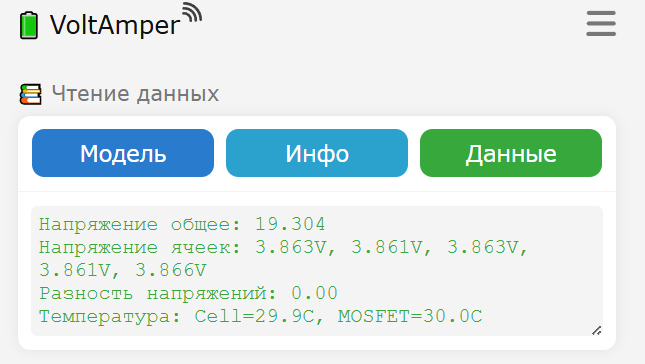 VoltAmper
Чтение данных
Модель Инфо Данные
Напряжение общее: 19.304
Напряжение ячеек: 3.863V, 3.861V, 3.863V,
3.861V, 3.866V
Разность напряжений: 0.00
Температура: Cell=29.9C, MOSFET=30.0C